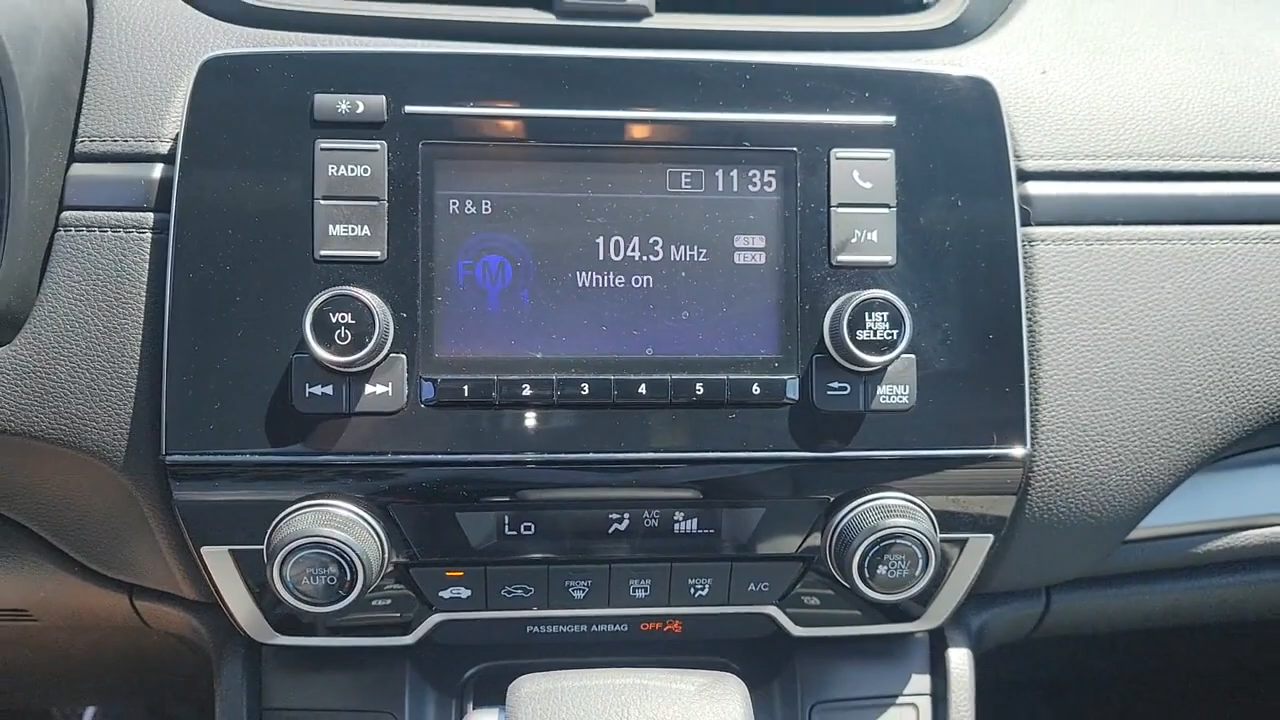 RADIO
MEDIA
VOL
E 11 35
R & B
FM
104.3 MHz
ST
TEXT
White on
LIST
PUSH
SELECT
MENU
CLOCK
1 2 3 4 5 6
Lo
A/C
ON
PUSH
AUTO
FRONT
REAR
MODE
A/C
PUSH
ON/
OFF
PASSENGER AIRBAG OFF